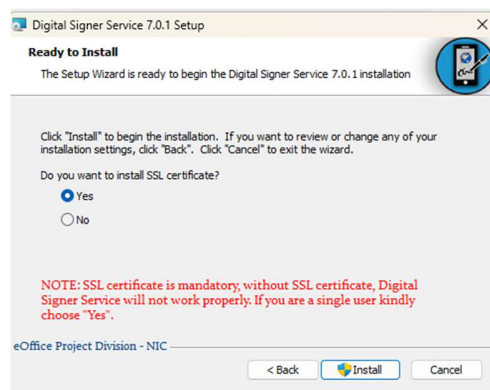 Digital Signer Service 7.0.1 Setup
Ready to Install
The Setup Wizard is ready to begin the Digital Signer Service 7.0.1 installation
Click "Install" to begin the installation. If you want to review or change any of your
installation settings, click "Back". Click "Cancel" to exit the wizard.
Do you want to install SSL certificate?
Yes
No
NOTE: SSL certificate is mandatory, without SSL certificate, Digital
Signer Service will not work properly. If you are a single user kindly
choose "Yes".
eOffice Project Division - NIC
< Back
Install
Cancel